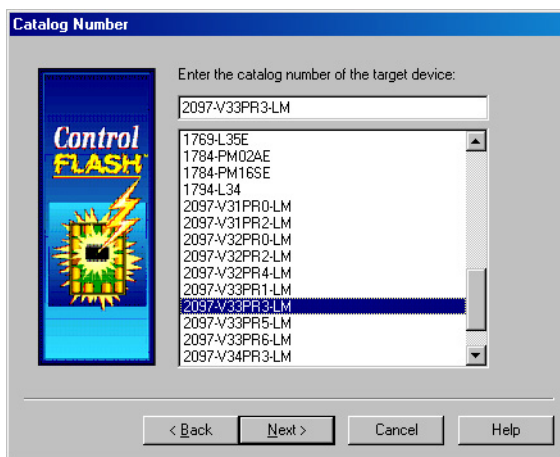 Catalog Number
Enter the catalog number of the target device:
2097-V33PR3-LM
Control
FLASH
1769-L35E
1784-PM02AE
1784-PM16SE
1794-L34
2097-V31PR0-LM
2097-V31PR2-LM
2097-V32PR0-LM
2097-V32PR2-LM
2097-V32PR4-LM
2097-V33PR1-LM
2097-V33PR3-LM
2097-V33PR5-LM
2097-V33PR6-LM
2097-V34PR3-LM
< Back
Next >
Cancel
Help